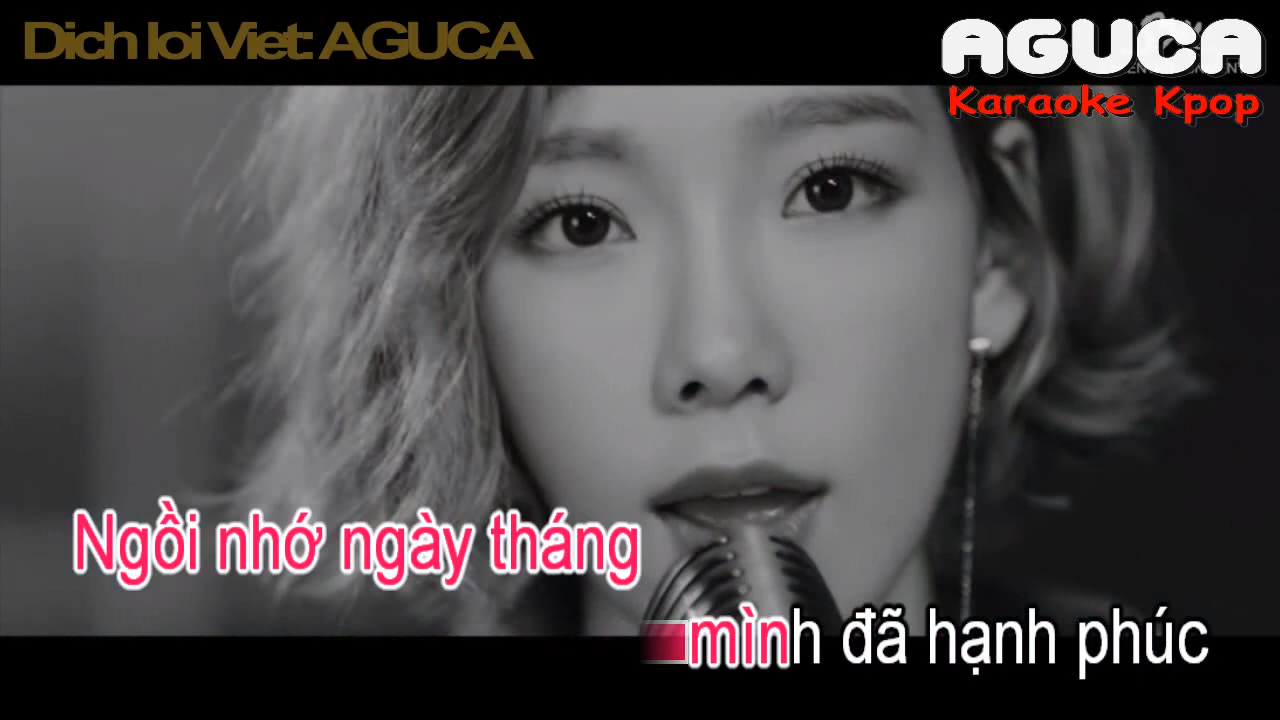 Dich loi Viet: AGUCA
AGUCA
Karaoke Kpop
Ngồi nhớ ngày tháng
mình đã hạnh phúc